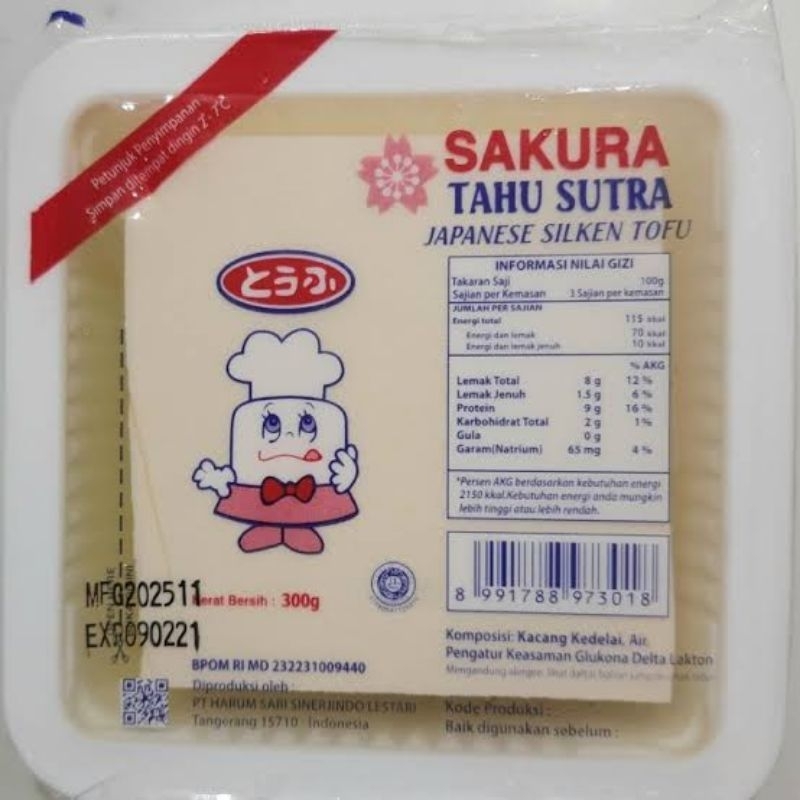 Petunjuk Penyimpanan
Simpan ditempat dingin 2 - 7°C
SAKURA
TAHU SUTRA
JAPANESE SILKEN TOFU
とうふ
INFORMASI NILAI GIZI
Takaran Saji 100g
Sajian per Kemasan 3 Sajian per kemasan
JUMLAH PER SAJIAN
Energi total 115 kkal
Energi dari lemak 70 kkal
Energi dari lemak jenuh 10 kkal
% AKG
Lemak Total 8 g 12 %
Lemak Jenuh 1.5 g 6 %
Protein 9 g 16 %
Karbohidrat Total 2 g 1%
Gula 0 g
Garam(Natrium) 65 mg 4 %
*Persen AKG berdasarkan kebutuhan energi
2150 kkal.Kebutuhan energi anda mungkin
lebih tinggi atau lebih rendah.
8 991788 973018
MFG202511
EXP090221
Berat Bersih : 300g
BPOM RI MD 232231009440
Diproduksi oleh :
PT HARUM SARI SINERJINDO LESTARI
Tangerang 15710 - Indonesia
Komposisi: Kacang Kedelai, Air,
Pengatur Keasaman Glukona Delta Lakton
Mengandung alergen, lihat daftar bahan
Kode Produksi :
Baik digunakan sebelum :